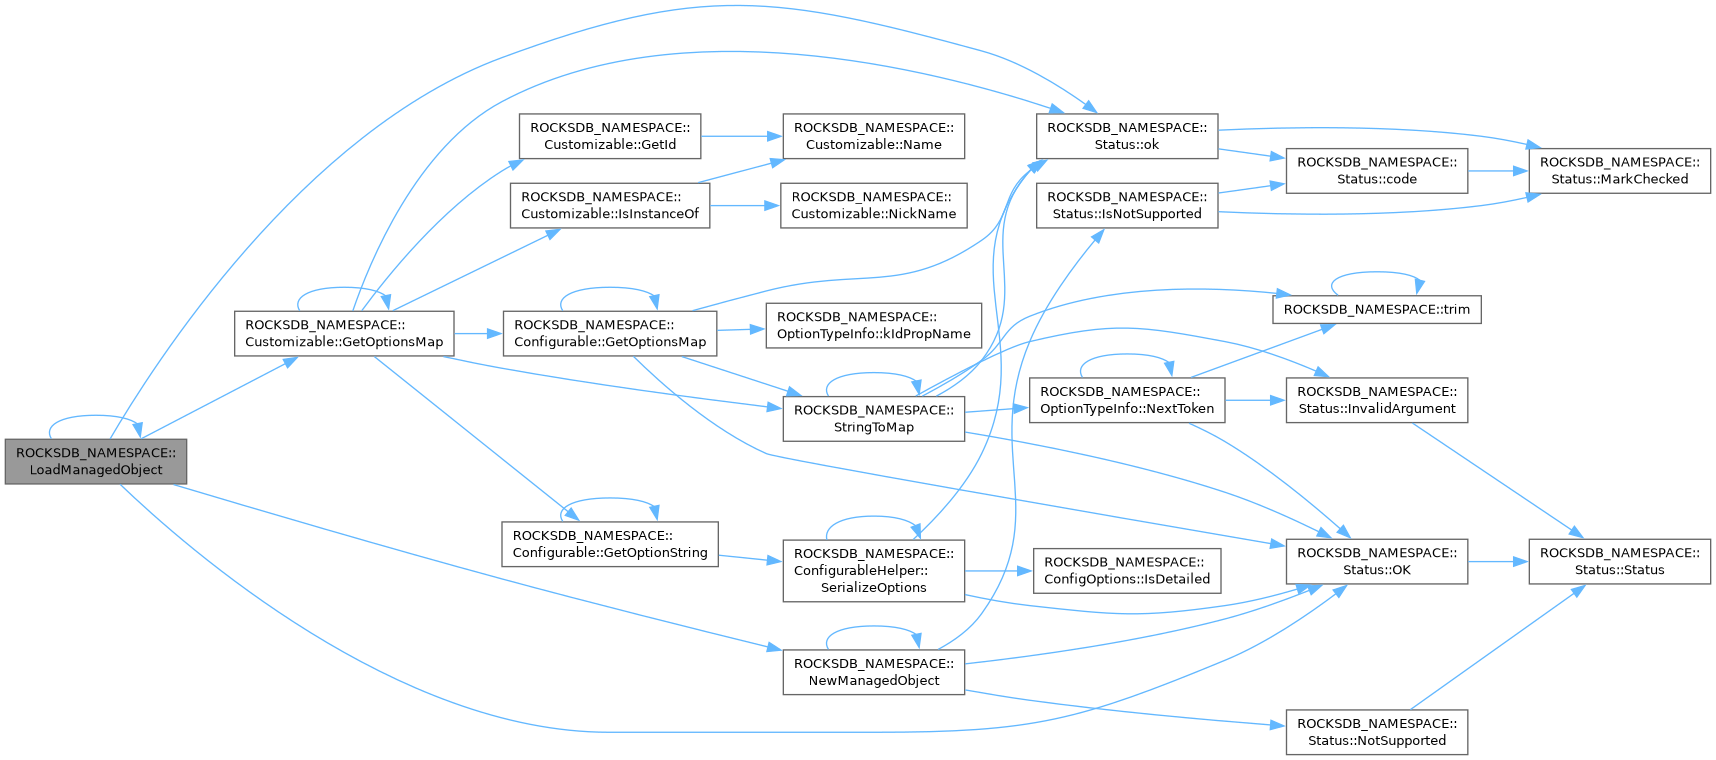 ROCKSDB_NAMESPACE::
LoadManagedObject
ROCKSDB_NAMESPACE::
Customizable::GetOptionsMap
ROCKSDB_NAMESPACE::
Customizable::GetId
ROCKSDB_NAMESPACE::
Customizable::IsInstanceOf
ROCKSDB_NAMESPACE::
Configurable::GetOptionsMap
ROCKSDB_NAMESPACE::
Configurable::GetOptionString
ROCKSDB_NAMESPACE::
Customizable::Name
ROCKSDB_NAMESPACE::
Customizable::NickName
ROCKSDB_NAMESPACE::
OptionTypeInfo::kIdPropName
ROCKSDB_NAMESPACE::
StringToMap
ROCKSDB_NAMESPACE::
ConfigurableHelper::
SerializeOptions
ROCKSDB_NAMESPACE::
NewManagedObject
ROCKSDB_NAMESPACE::
Status::ok
ROCKSDB_NAMESPACE::
Status::IsNotSupported
ROCKSDB_NAMESPACE::
OptionTypeInfo::NextToken
ROCKSDB_NAMESPACE::
ConfigOptions::IsDetailed
ROCKSDB_NAMESPACE::
Status::code
ROCKSDB_NAMESPACE::trim
ROCKSDB_NAMESPACE::
Status::InvalidArgument
ROCKSDB_NAMESPACE::
Status::OK
ROCKSDB_NAMESPACE::
Status::NotSupported
ROCKSDB_NAMESPACE::
Status::MarkChecked
ROCKSDB_NAMESPACE::
Status::Status